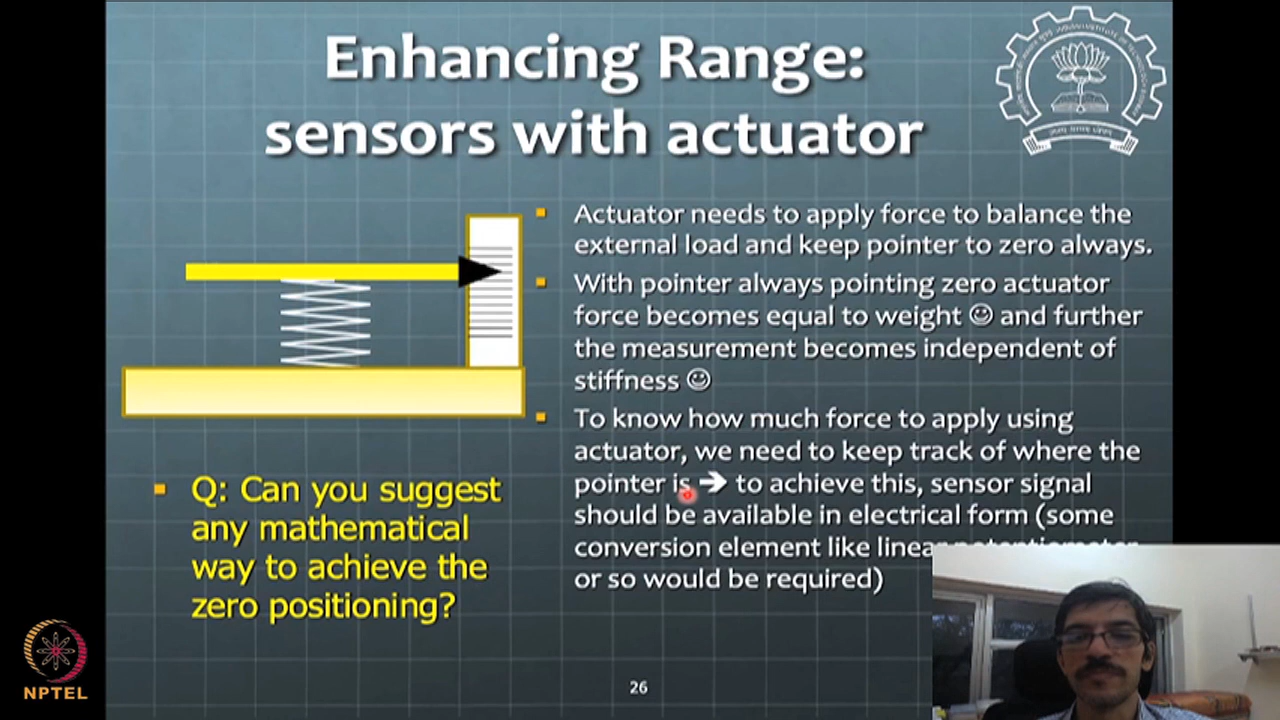 Enhancing Range:
sensors with actuator
Actuator needs to apply force to balance the
external load and keep pointer to zero always.
With pointer always pointing zero actuator
force becomes equal to weight ☺ and further
the measurement becomes independent of
stiffness ☺
To know how much force to apply using
actuator, we need to keep track of where the
pointer is ➔ to achieve this, sensor signal
should be available in electrical form (some
conversion element like linear potentiometer
or so would be required)
Q: Can you suggest
any mathematical
way to achieve the
zero positioning?
NPTEL
26